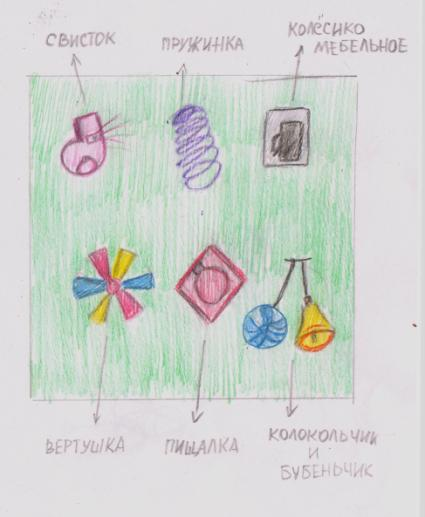 СВИСТОК
ПРУЖИНКА
КОЛЁСИКО
МЕБЕЛЬНОЕ
ВЕРТУШКА
ПИЩАЛКА
КОЛОКОЛЬЧИК
И
БУБЕНЬЧИК